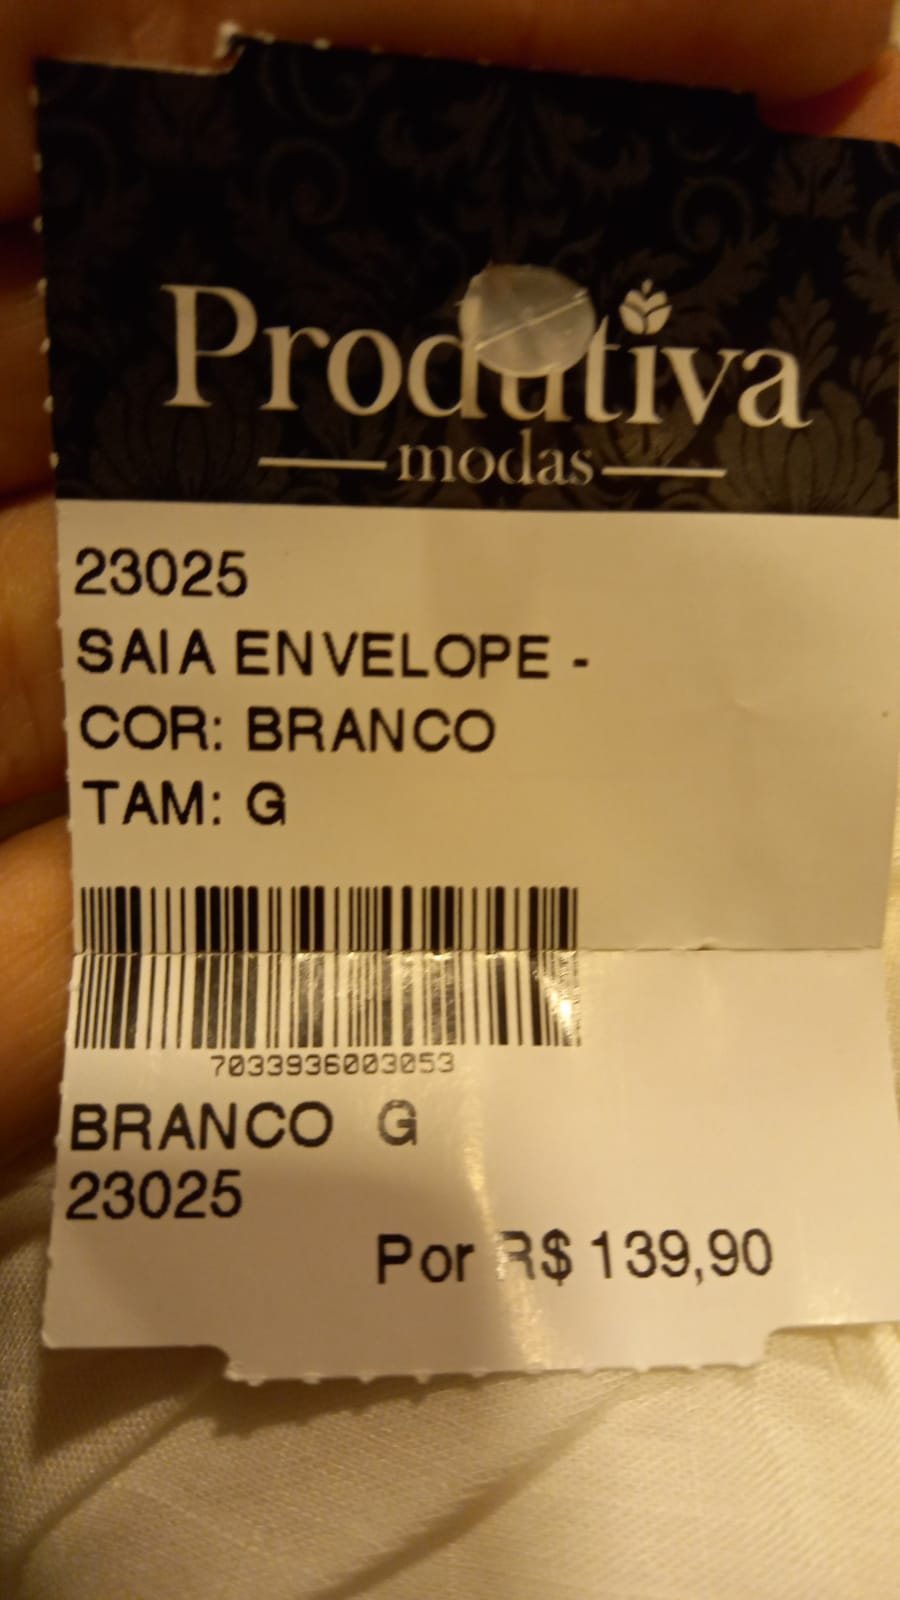 Produtiva
modas
23025
SAIA ENVELOPE -
COR: BRANCO
TAM: G
7033936003053
BRANCO G
23025
Por R$ 139,90